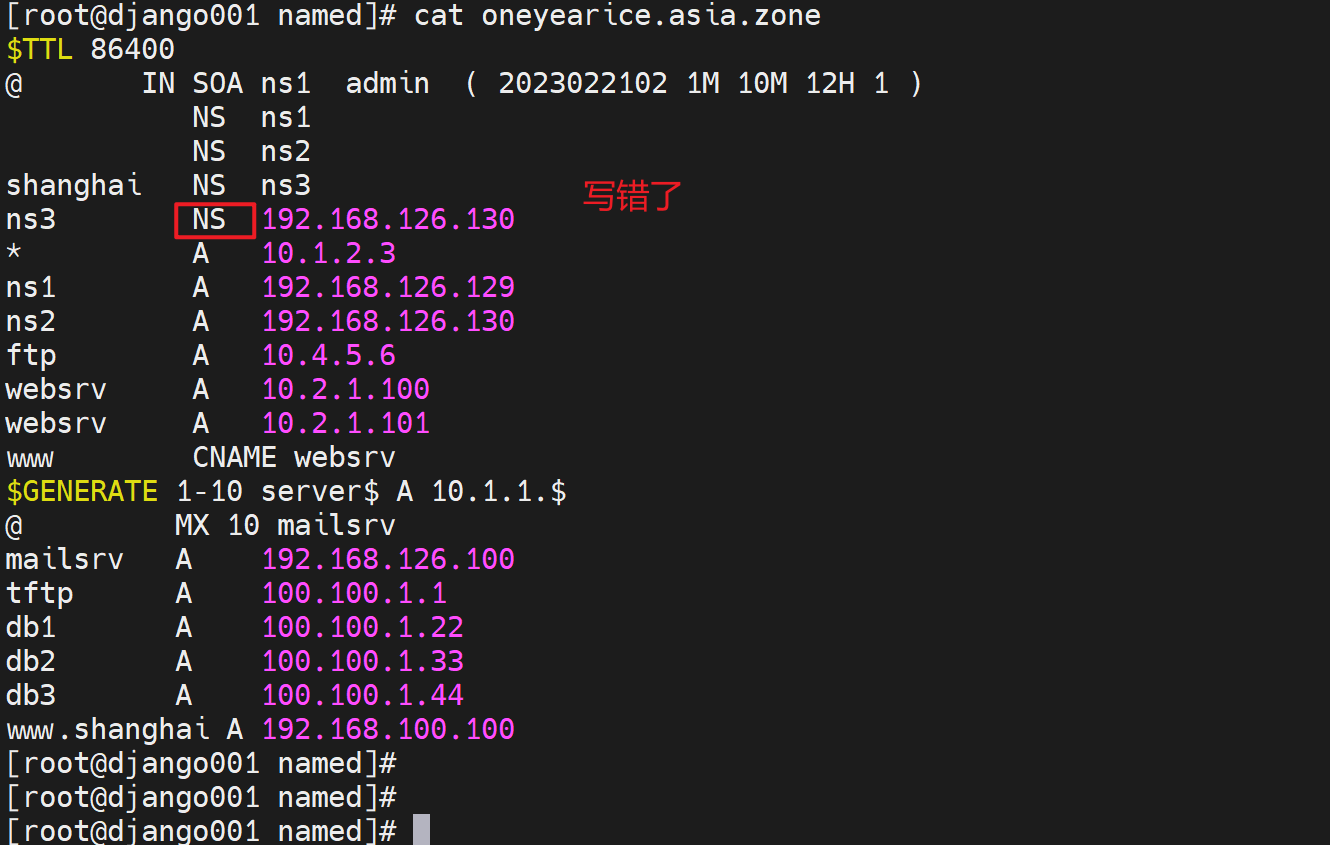 [root@django001 named]# cat oneyearice.asia.zone
$TTL 86400
@ IN SOA ns1 admin ( 2023022102 1M 10M 12H 1 )
NS ns1
NS ns2
shanghai NS ns3
写错了
ns3 NS 192.168.126.130
* A 10.1.2.3
ns1 A 192.168.126.129
ns2 A 192.168.126.130
ftp A 10.4.5.6
websrv A 10.2.1.100
websrv A 10.2.1.101
www CNAME websrv
$GENERATE 1-10 server$ A 10.1.1.$
@ MX 10 mailsrv
mailsrv A 192.168.126.100
tftp A 100.100.1.1
db1 A 100.100.1.22
db2 A 100.100.1.33
db3 A 100.100.1.44
www.shanghai A 192.168.100.100
[root@django001 named]#
[root@django001 named]#
[root@django001 named]#